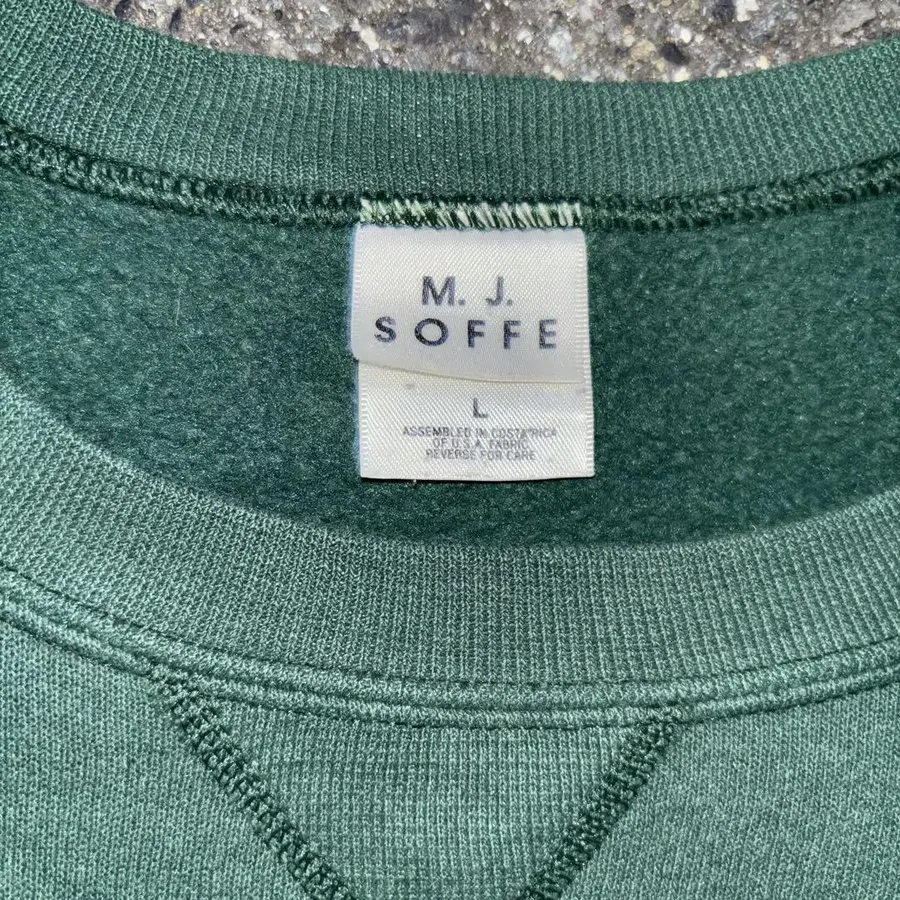 M. J.
SOFFE
L
ASSEMBLED IN COSTA RICA
OF U.S.A. FABRIC
REVERSE FOR CARE